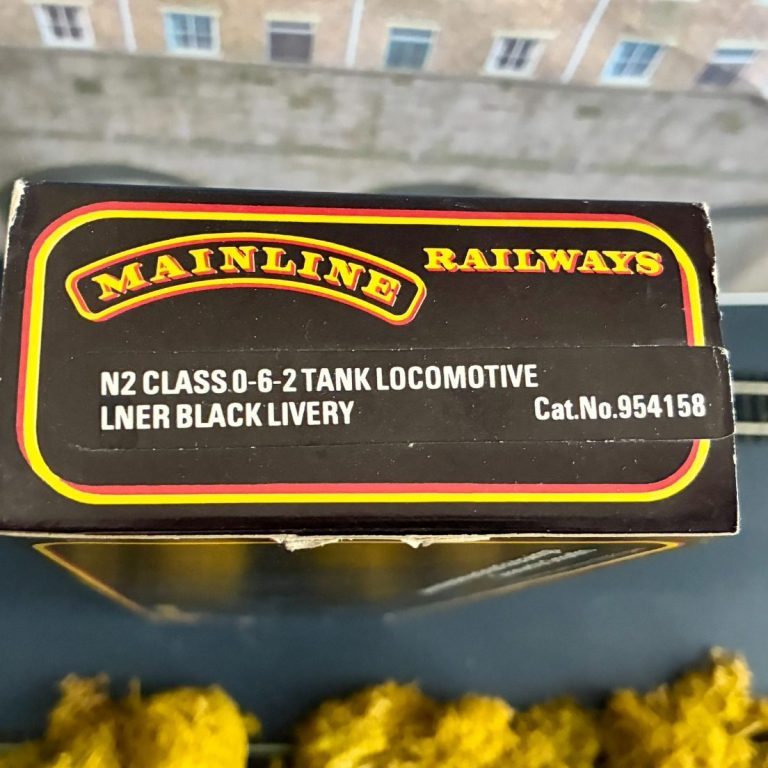 MAINLINE RAILWAYS
N2 CLASS.0-6-2 TANK LOCOMOTIVE
LNER BLACK LIVERY Cat.No.954158